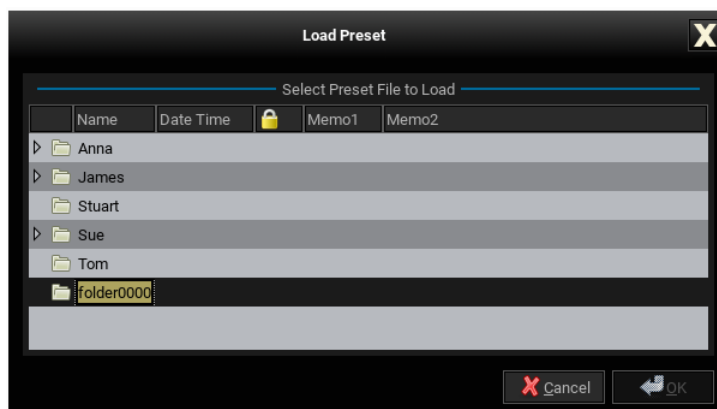 Load Preset
X
Select Preset File to Load
Name Date Time Memo1 Memo2
Anna
James
Stuart
Sue
Tom
folder0000
Cancel OK